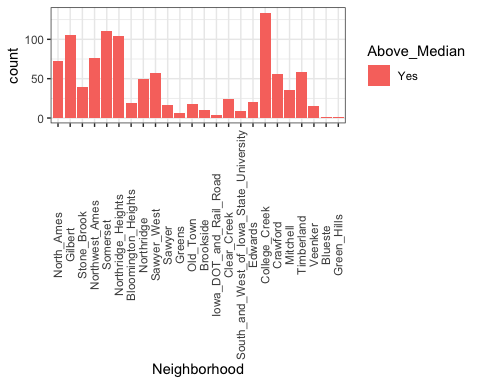 100
50
0
count
North_Ames
Gilbert
Stone_Brook
Northwest_Ames
Somerset
Northridge_Heights
Bloomington_Heights
Northridge
Sawyer_West
Sawyer
Greens
Old_Town
Brookside
Iowa_DOT_and_Rail_Road
Clear_Creek
South_and_West_of_Iowa_State_University
Edwards
College_Creek
Crawford
Mitchell
Timberland
Veenker
Blueste
Green_Hills
Neighborhood
Above_Median
Yes